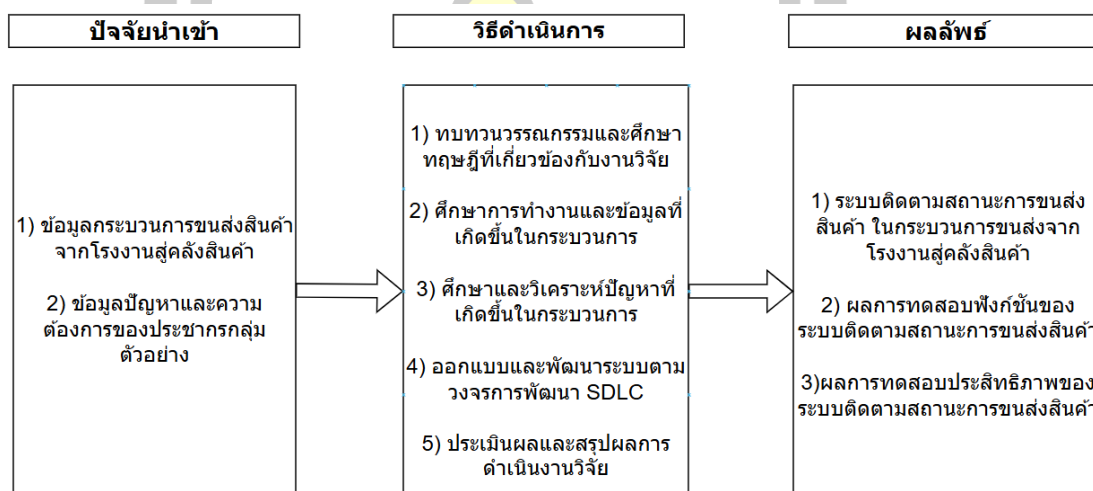 ปัจจัยนำเข้า
วิธีดำเนินการ
ผลลัพธ์
1) ข้อมูลกระบวนการขนส่งสินค้า
จากโรงงานสู่คลังสินค้า
2) ข้อมูลปัญหาและความ
ต้องการของประชากรกลุ่ม
ตัวอย่าง
1) ทบทวนวรรณกรรมและศึกษา
ทฤษฎีที่เกี่ยวข้องกับงานวิจัย
2) ศึกษาการทำงานและข้อมูลที่
เกิดขึ้นในกระบวนการ
3) ศึกษาและวิเคราะห์ปัญหาที่
เกิดขึ้นในกระบวนการ
4) ออกแบบและพัฒนาระบบตาม
วงจรการพัฒนา SDLC
5) ประเมินผลและสรุปผลการ
ดำเนินงานวิจัย
1) ระบบติดตามสถานะการขนส่ง
สินค้า ในกระบวนการขนส่งจาก
โรงงานสู่คลังสินค้า
2) ผลการทดสอบฟังก์ชันของ
ระบบติดตามสถานะการขนส่งสินค้า
3)ผลการทดสอบประสิทธิภาพของ
ระบบติดตามสถานะการขนส่งสินค้า